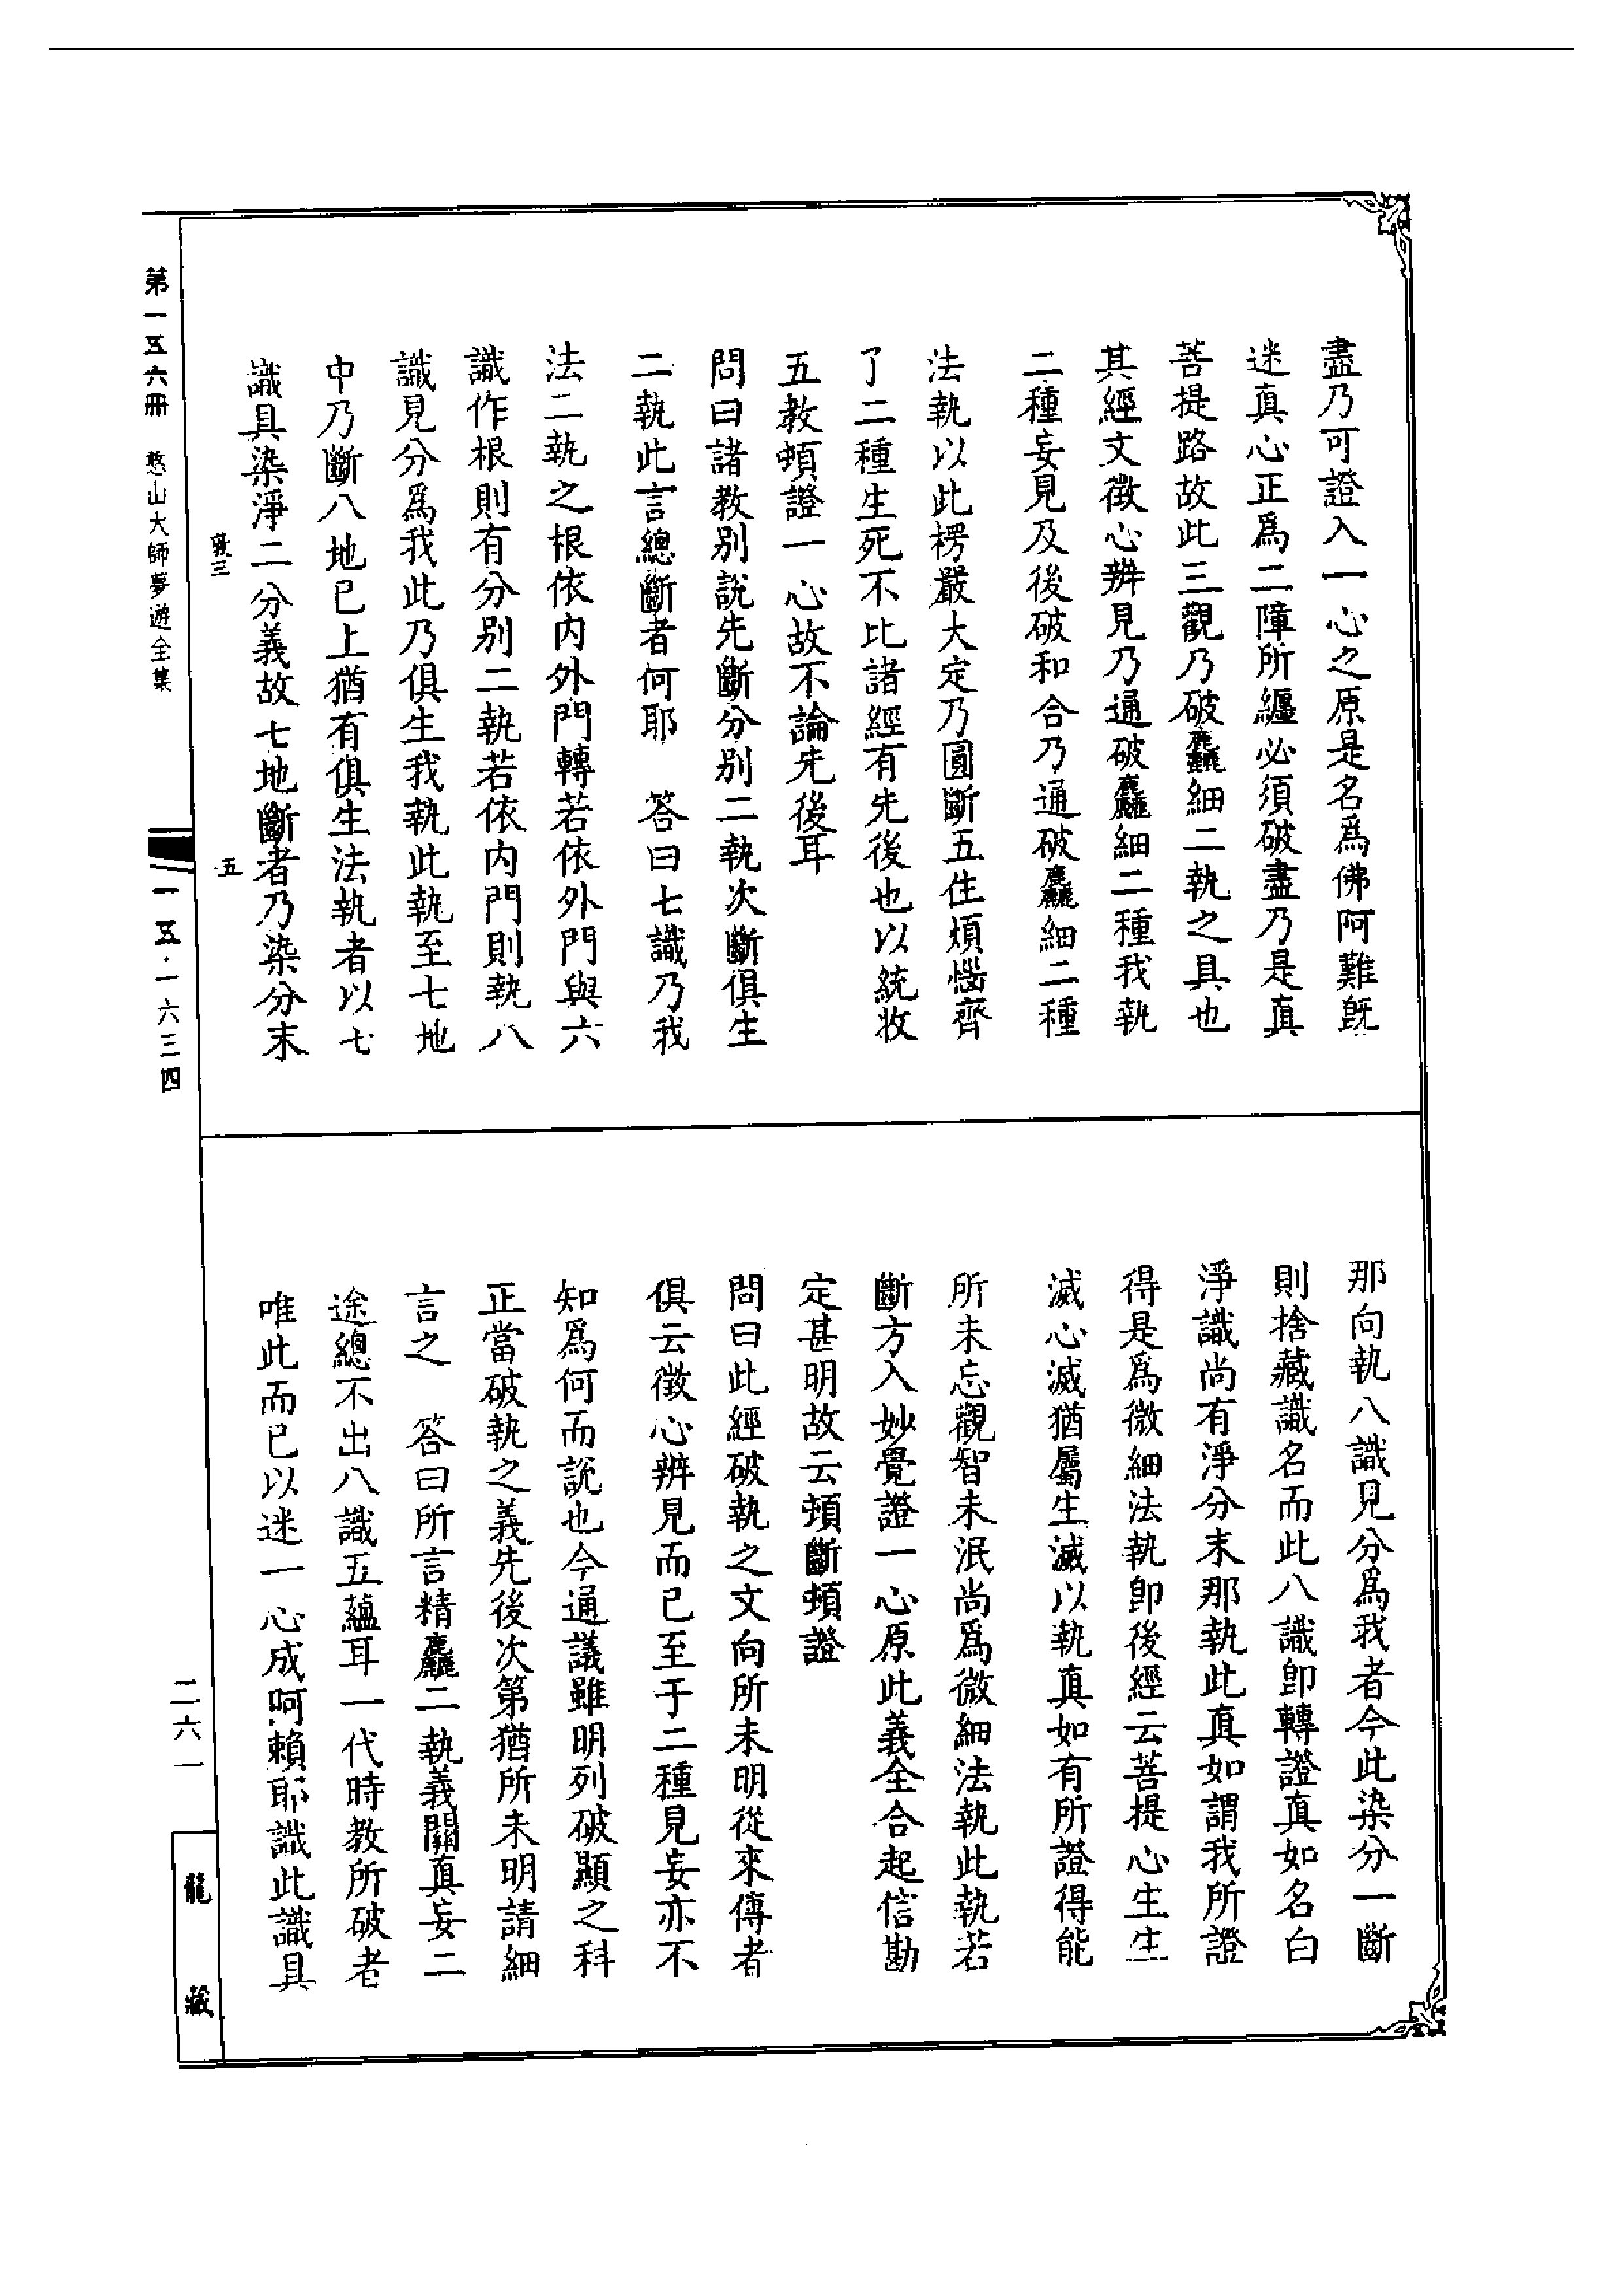 盡乃可證入一心之原是名爲佛阿難既
迷真心正爲二障所纏必須破盡乃是真
菩提路故此三觀乃破麤細二執之具也
其經文徵心辨見乃通破麤細二種我執
二種妄見及後破和合乃通破麤細二種
法執以此楞嚴大定乃圓斷五住煩惱齊
了二種生死不比諸經有先後也以統收
五教頓證一心故不論先後耳
問曰諸教別說先斷分別二執次斷俱生
二執此言總斷者何耶　答曰七識乃我
法二執之根依內外門轉若依外門與六
識作根則有分別二執若依內門則執八
識見分爲我此乃俱生我執此執至七地
中乃斷八地已上猶有俱生法執者以七
識具染淨二分義故七地斷者乃染分末
那向執八識見分爲我者今此染分一斷
則捨藏識名而此八識即轉證真如名白
淨識尚有淨分末那執此真如謂我所證
得是爲微細法執即後經云菩提心生生
滅心滅猶屬生滅以執真如有所證得能
所未忘觀智未泯尚爲微細法執此執若
斷方入妙覺證一心原此義全合起信勘
定甚明故云頓斷頓證
問曰此經破執之文向所未明從來傳者
俱云徵心辨見而已至于二種見妄亦不
知爲何而說也今通議雖明列破顯之科
正當破執之義先後次第猶所未明請細
言之　答曰所言精麤二執義關真妄二
途總不出八識五蘊耳一代時教所破者
唯此而已以迷一心成阿賴耶識此識具
五
第一五六冊　憨山大師夢遊全集
一五·一六三四
二六一
龍藏